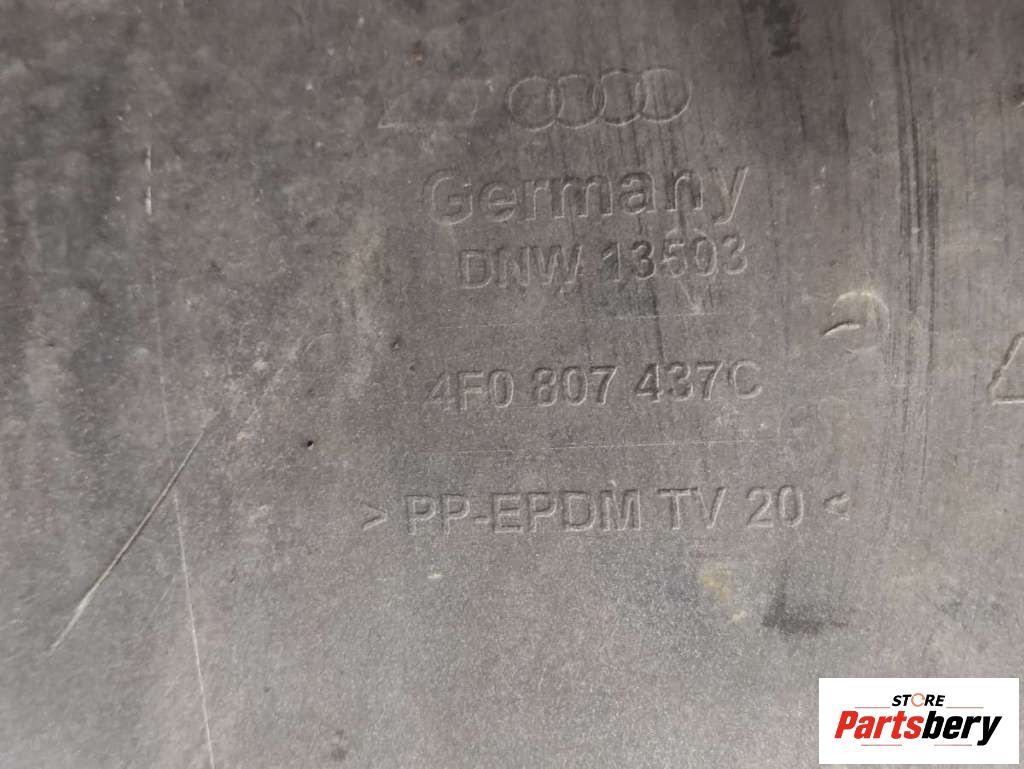 Germany
DNW 13503
4F0 807 437C
> PP-EPDM TV 20 <
STORE
Partsbery